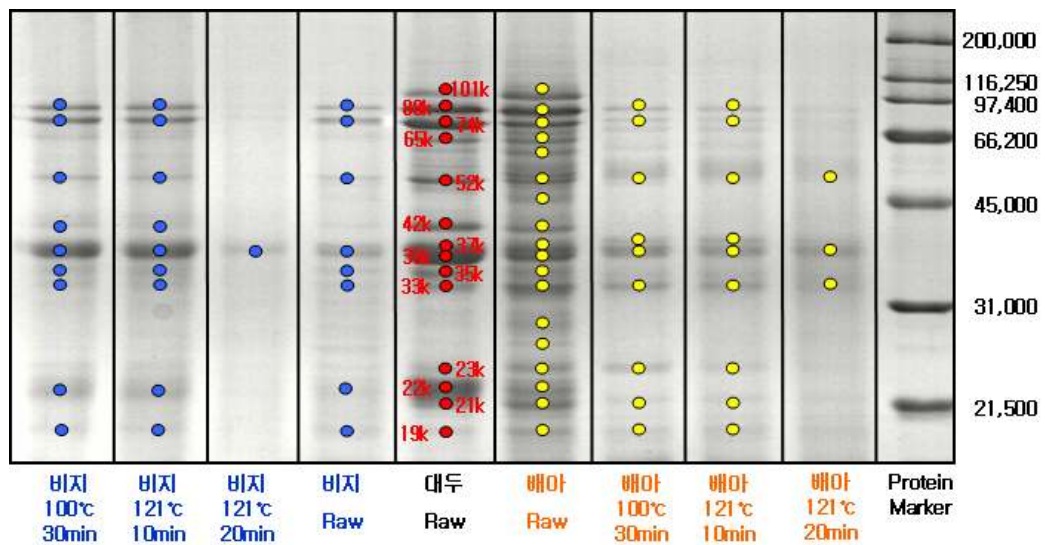 200,000
116,250
97,400
66,200
45,000
31,000
21,500
101k
88k
74k
65k
52k
42k
37k
36k
35k
33k
23k
22k
21k
19k
비지
100℃
30min
비지
121℃
10min
비지
121℃
20min
비지
Raw
대두
Raw
배아
Raw
배아
100℃
30min
배아
121℃
10min
배아
121℃
20min
Protein
Marker